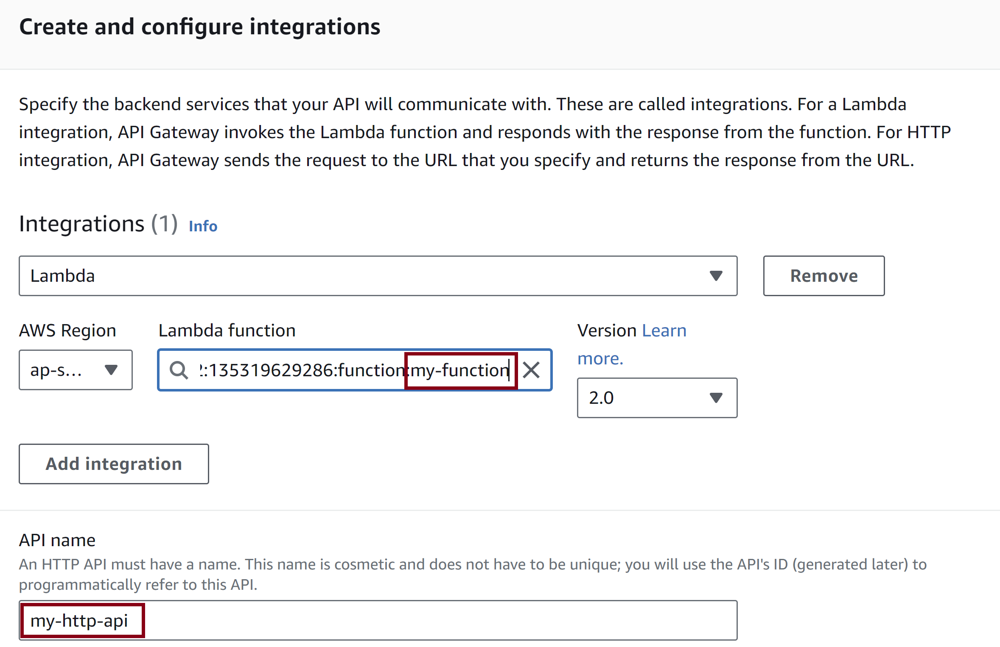 Create and configure integrations
Specify the backend services that your API will communicate with. These are called integrations. For a Lambda
integration, API Gateway invokes the Lambda function and responds with the response from the function. For HTTP
integration, API Gateway sends the request to the URL that you specify and returns the response from the URL.
Integrations (1) Info
Lambda
Remove
AWS Region
Lambda function
Version Learn
more.
ap-s...
:135319629286:function:my-function
2.0
Add integration
API name
An HTTP API must have a name. This name is cosmetic and does not have to be unique; you will use the API's ID (generated later) to
programmatically refer to this API.
my-http-api